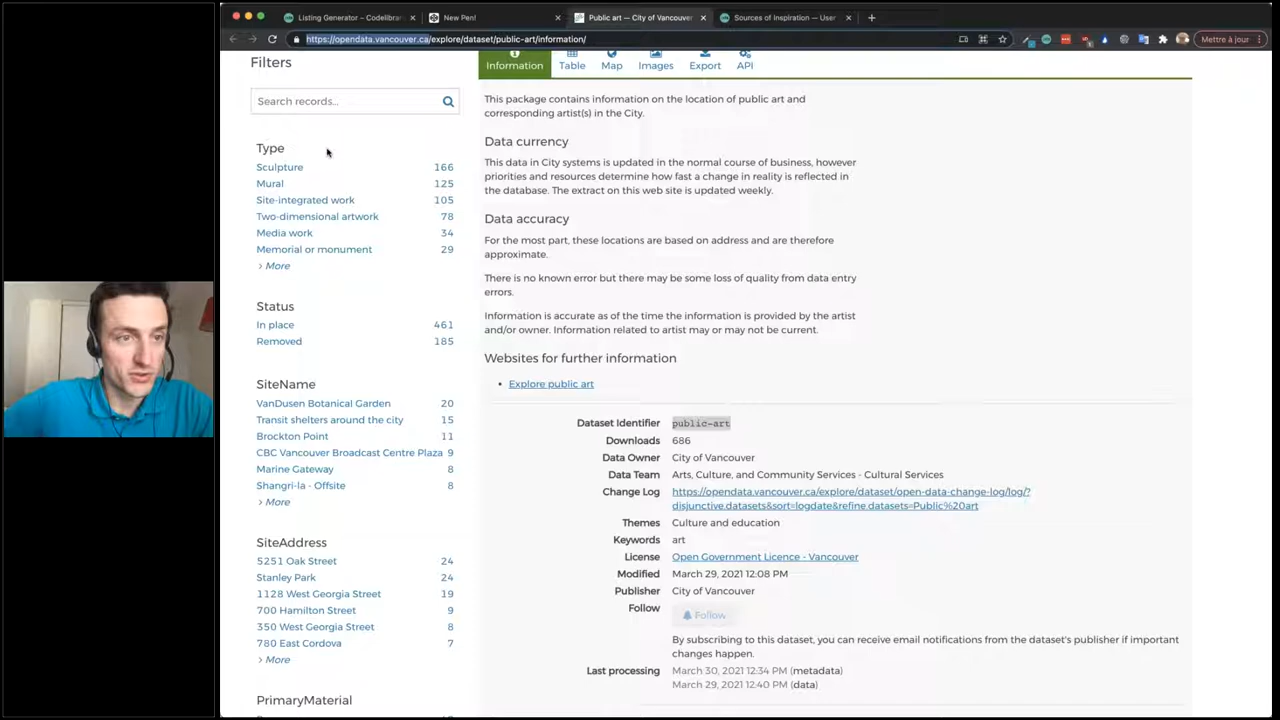 Listing Generator – Codelibrar
New Pen!
Public art — City of Vancouver
Sources of Inspiration — User
https://opendata.vancouver.ca/explore/dataset/public-art/information/
Mettre à jour
Filters
Search records...
Type
Sculpture 166
Mural 125
Site-integrated work 105
Two-dimensional artwork 78
Media work 34
Memorial or monument 29
> More
Status
In place 461
Removed 185
SiteName
VanDusen Botanical Garden 20
Transit shelters around the city 15
Brockton Point 11
CBC Vancouver Broadcast Centre Plaza 9
Marine Gateway 8
Shangri-la - Offsite 8
> More
SiteAddress
5251 Oak Street 24
Stanley Park 24
1128 West Georgia Street 19
700 Hamilton Street 9
350 West Georgia Street 8
780 East Cordova 7
> More
PrimaryMaterial
Information
Table
Map
Images
Export
API
This package contains information on the location of public art and
corresponding artist(s) in the City.
Data currency
This data in City systems is updated in the normal course of business, however
priorities and resources determine how fast a change in reality is reflected in
the database. The extract on this web site is updated weekly.
Data accuracy
For the most part, these locations are based on address and are therefore
approximate.
There is no known error but there may be some loss of quality from data entry
errors.
Information is accurate as of the time the information is provided by the artist
and/or owner. Information related to artist may or may not be current.
Websites for further information
• Explore public art
Dataset Identifier public-art
Downloads 686
Data Owner City of Vancouver
Data Team Arts, Culture, and Community Services - Cultural Services
Change Log https://opendata.vancouver.ca/explore/dataset/open-data-change-log/log/?
disjunctive.datasets&sort=logdate&refine.datasets=Public%20art
Themes Culture and education
Keywords art
License Open Government Licence - Vancouver
Modified March 29, 2021 12:08 PM
Publisher City of Vancouver
Follow Follow
By subscribing to this dataset, you can receive email notifications from the dataset's publisher if important
changes happen.
Last processing March 30, 2021 12:34 PM (metadata)
March 29, 2021 12:40 PM (data)